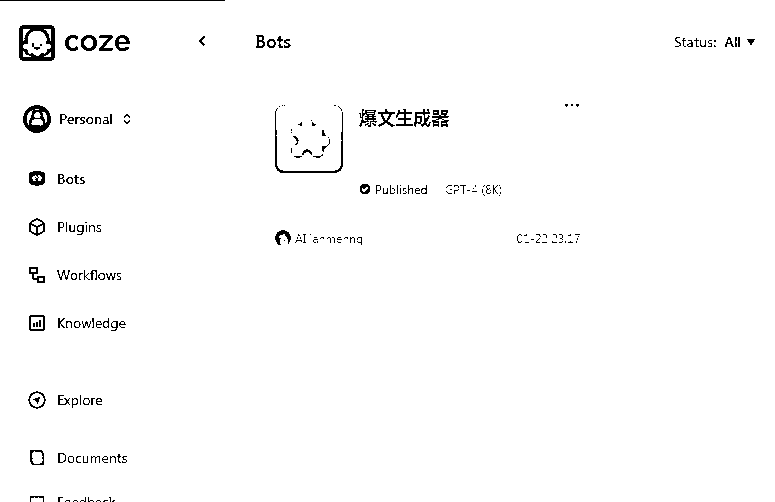 coze
Personal
Bots
Plugins
Workflows
Knowledge
Explore
Documents
Feedback
Bots
Status: All
爆文生成器
Published GPT-4 (8K)
AI
01-22 23:17